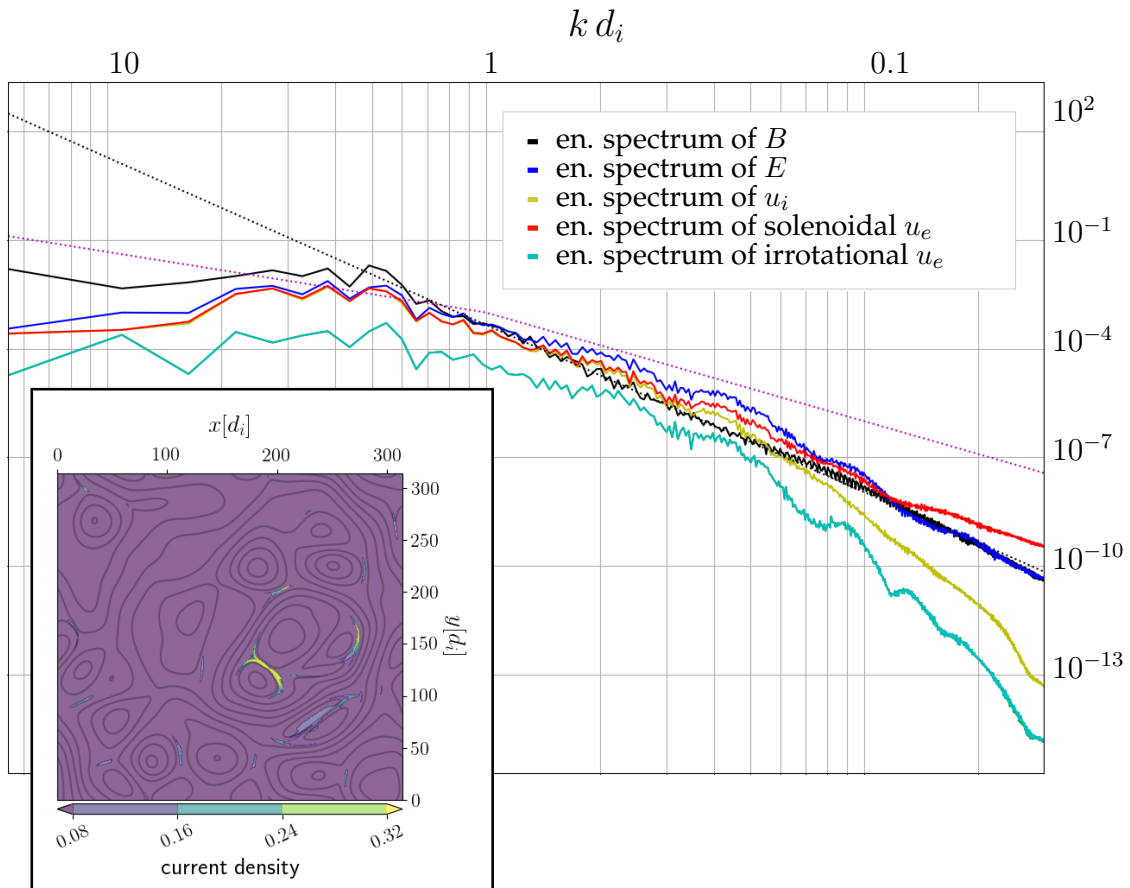 k d_i
10 1 0.1
10^2
en. spectrum of B
en. spectrum of E
en. spectrum of u_i
en. spectrum of solenoidal u_e
en. spectrum of irrotational u_e
10^-1
10^-4
10^-7
10^-10
10^-13
x[d_i]
0 100 200 300
300
250
200
y[d_i]
150
100
50
0
0.08 0.16 0.24 0.32
current density